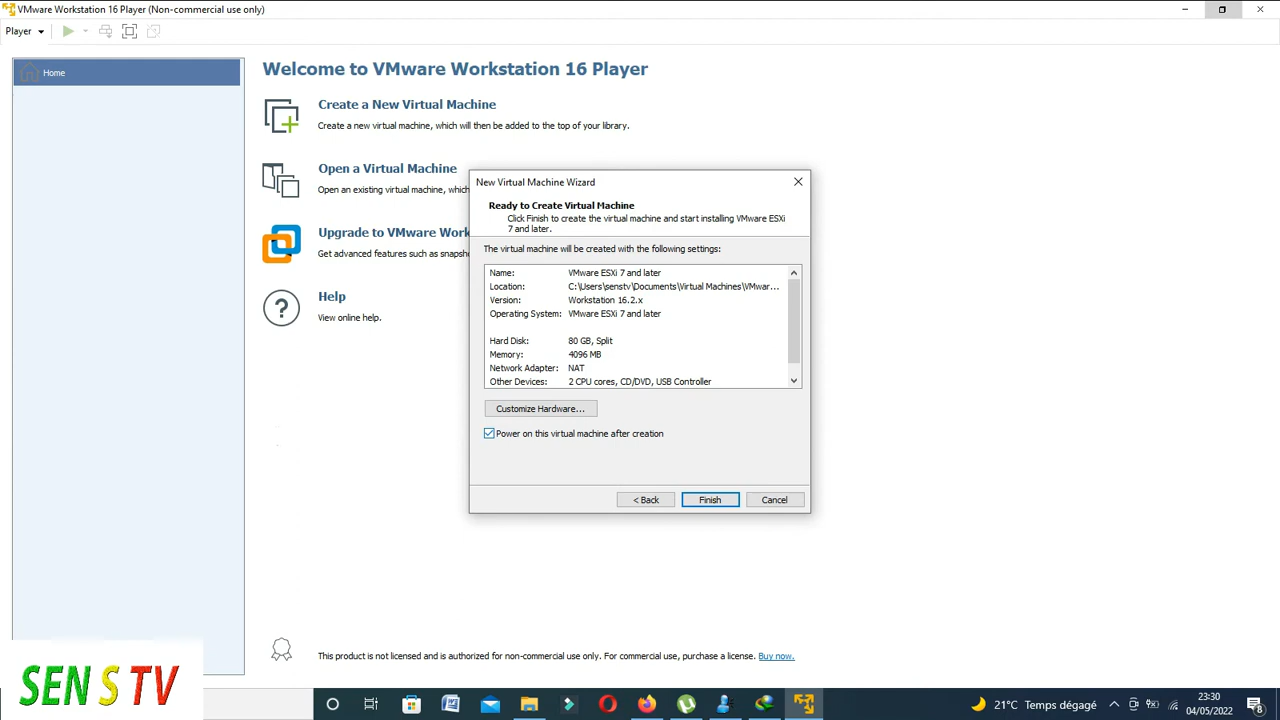 VMware Workstation 16 Player (Non-commercial use only)
Player
Home
Welcome to VMware Workstation 16 Player
Create a New Virtual Machine
Create a new virtual machine, which will then be added to the top of your library.
Open a Virtual Machine
Open an existing virtual machine, which
Upgrade to VMware Work
Get advanced features such as snapsho
Help
View online help.
New Virtual Machine Wizard
Ready to Create Virtual Machine
Click Finish to create the virtual machine and start installing VMware ESXi
7 and later.
The virtual machine will be created with the following settings:
Name: VMware ESXi 7 and later
Location: C:\Users\senstv\Documents\Virtual Machines\VMwar...
Version: Workstation 16.2.x
Operating System: VMware ESXi 7 and later
Hard Disk: 80 GB, Split
Memory: 4096 MB
Network Adapter: NAT
Other Devices: 2 CPU cores, CD/DVD, USB Controller
Customize Hardware...
Power on this virtual machine after creation
< Back
Finish
Cancel
This product is not licensed and is authorized for non-commercial use only. For commercial use, purchase a license. Buy now.
SEN S TV
21°C Temps dégagé
23:30
04/05/2022
8